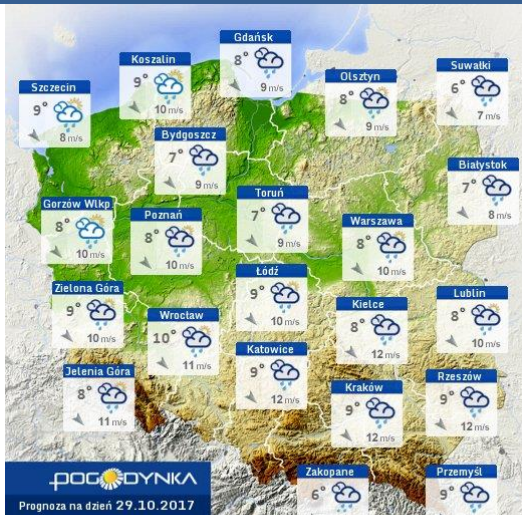 Gdańsk
8°
9 m/s
Koszalin
9°
10 m/s
Suwałki
6°
7 m/s
Olsztyn
8°
9 m/s
Szczecin
9°
8 m/s
Bydgoszcz
7°
9 m/s
Białystok
7°
8 m/s
Toruń
7°
9 m/s
Gorzów Wlkp
8°
10 m/s
Poznań
8°
10 m/s
Warszawa
8°
10 m/s
Łódź
9°
10 m/s
Zielona Góra
9°
10 m/s
Lublin
8°
10 m/s
Kielce
8°
12 m/s
Wrocław
10°
11 m/s
Katowice
9°
12 m/s
Jelenia Góra
8°
11 m/s
Rzeszów
9°
12 m/s
Kraków
9°
12 m/s
Zakopane
6°
Przemyśl
9°
POGODYNKA
Prognoza na dzień 29.10.2017